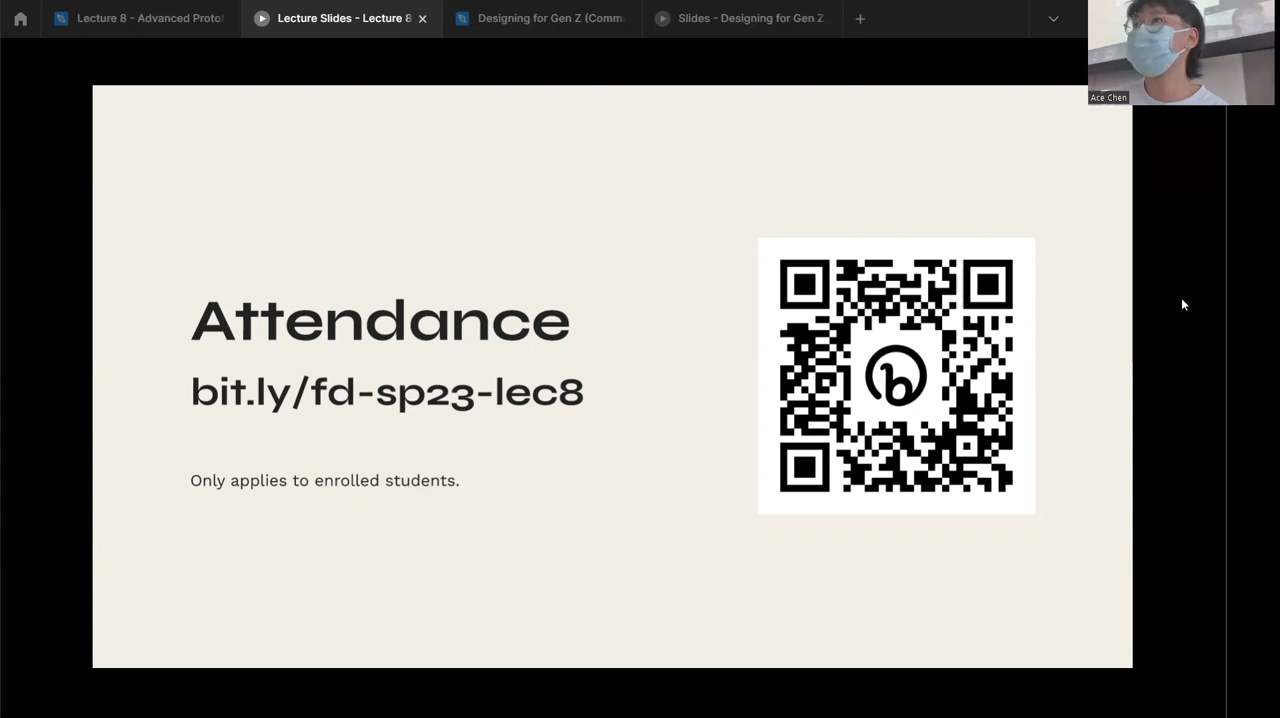 Lecture 8 - Advanced Proto
Lecture Slides - Lecture 8
Designing for Gen Z (Comm
Slides - Designing for Gen Z
Ace Chen
Attendance
bit.ly/fd-sp23-lec8
Only applies to enrolled students.